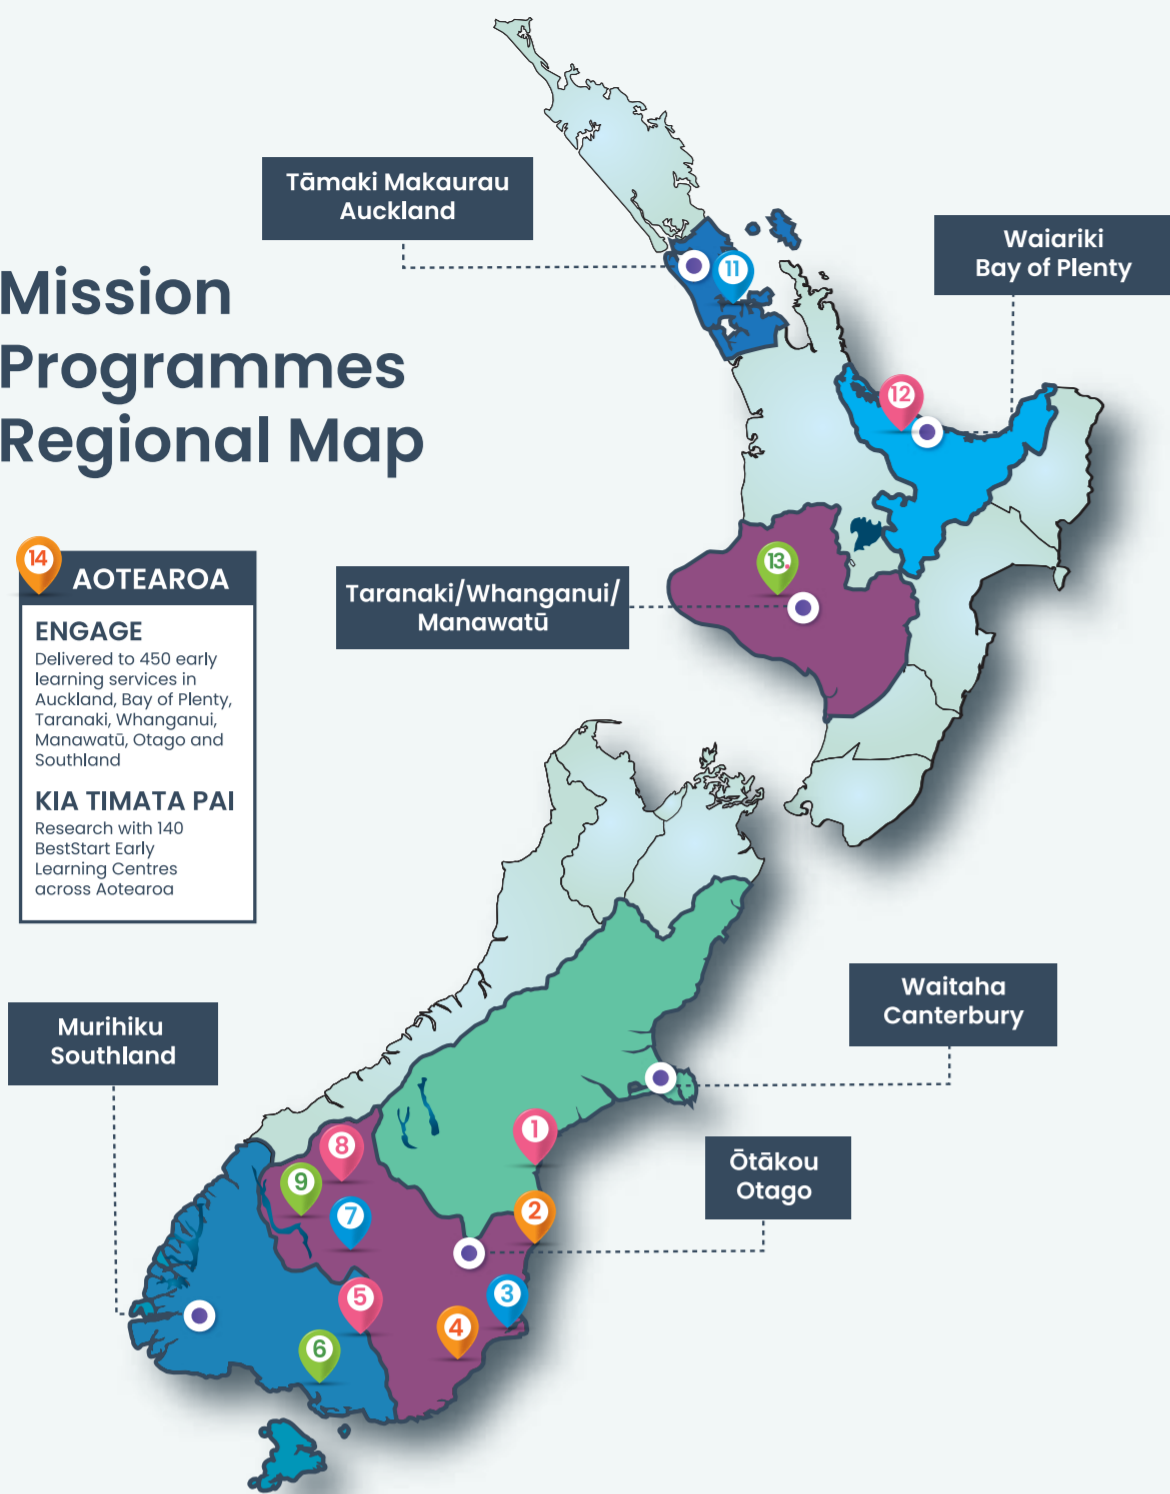 Tāmaki Makaurau
Auckland
Waiariki
Bay of Plenty
Mission
Programmes
Regional Map
11
12
14
AOTEAROA
ENGAGE
Delivered to 450 early
learning services in
Auckland, Bay of Plenty,
Taranaki, Whanganui,
Manawatū, Otago and
Southland
KIA TIMATA PAI
Research with 140
BestStart Early
Learning Centres
across Aotearoa
13.
Taranaki/Whanganui/
Manawatū
Waitaha
Canterbury
Murihiku
Southland
Ōtākou
Otago
1
8
9
7
2
5
3
4
6